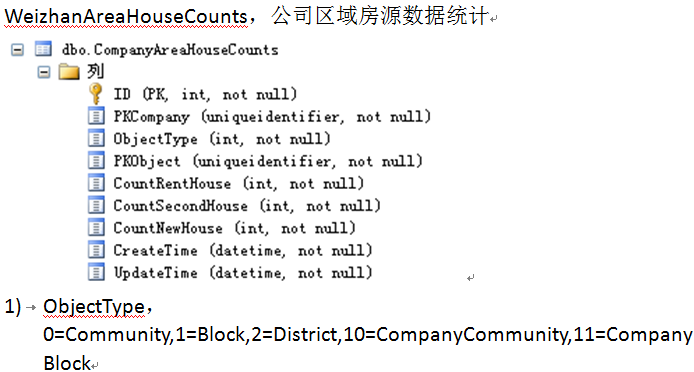 WeizhanAreaHouseCounts，公司区域房源数据统计
dbo.CompanyAreaHouseCounts
列
ID (PK, int, not null)
PKCompany (uniqueidentifier, not null)
ObjectType (int, not null)
PKObject (uniqueidentifier, not null)
CountRentHouse (int, not null)
CountSecondHouse (int, not null)
CountNewHouse (int, not null)
CreateTime (datetime, not null)
UpdateTime (datetime, not null)
1) ObjectType，
0=Community,1=Block,2=District,10=CompanyCommunity,11=Company
Block